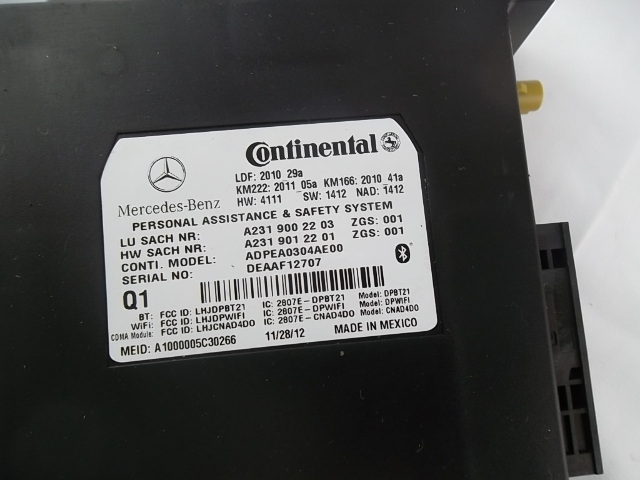 Continental
LDF: 2010_29a
KM222: 2011_05a KM166: 2010_41a
HW: 4111 SW: 1412 NAD: 1412
Mercedes-Benz
PERSONAL ASSISTANCE & SAFETY SYSTEM
LU SACH NR: A231 900 22 03 ZGS: 001
HW SACH NR: A231 901 22 01 ZGS: 001
CONTI. MODEL: ADPEA0304AE00
SERIAL NO: DEAAF12707
Q1
BT: FCC ID: LHJDPBT21 IC: 2807E-DPBT21 Model: DPBT21
WiFi: FCC ID: LHJDPWIFI IC: 2807E-DPWIFI Model: DPWIFI
CDMA Module: FCC ID: LHJCNAD4DO IC: 2807E-CNAD4DO Model: CNAD4DO
MEID: A1000005C30266 11/28/12 MADE IN MEXICO